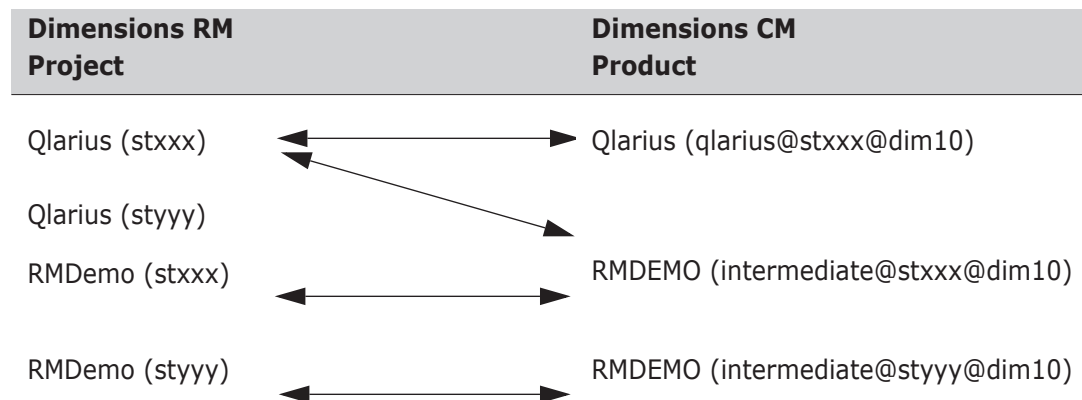 Dimensions RM
Project
Dimensions CM
Product
Qlarius (stxxx)
Qlarius (qlarius@stxxx@dim10)
Qlarius (styyy)
RMDemo (stxxx)
RMDEMO (intermediate@stxxx@dim10)
RMDemo (styyy)
RMDEMO (intermediate@styyy@dim10)